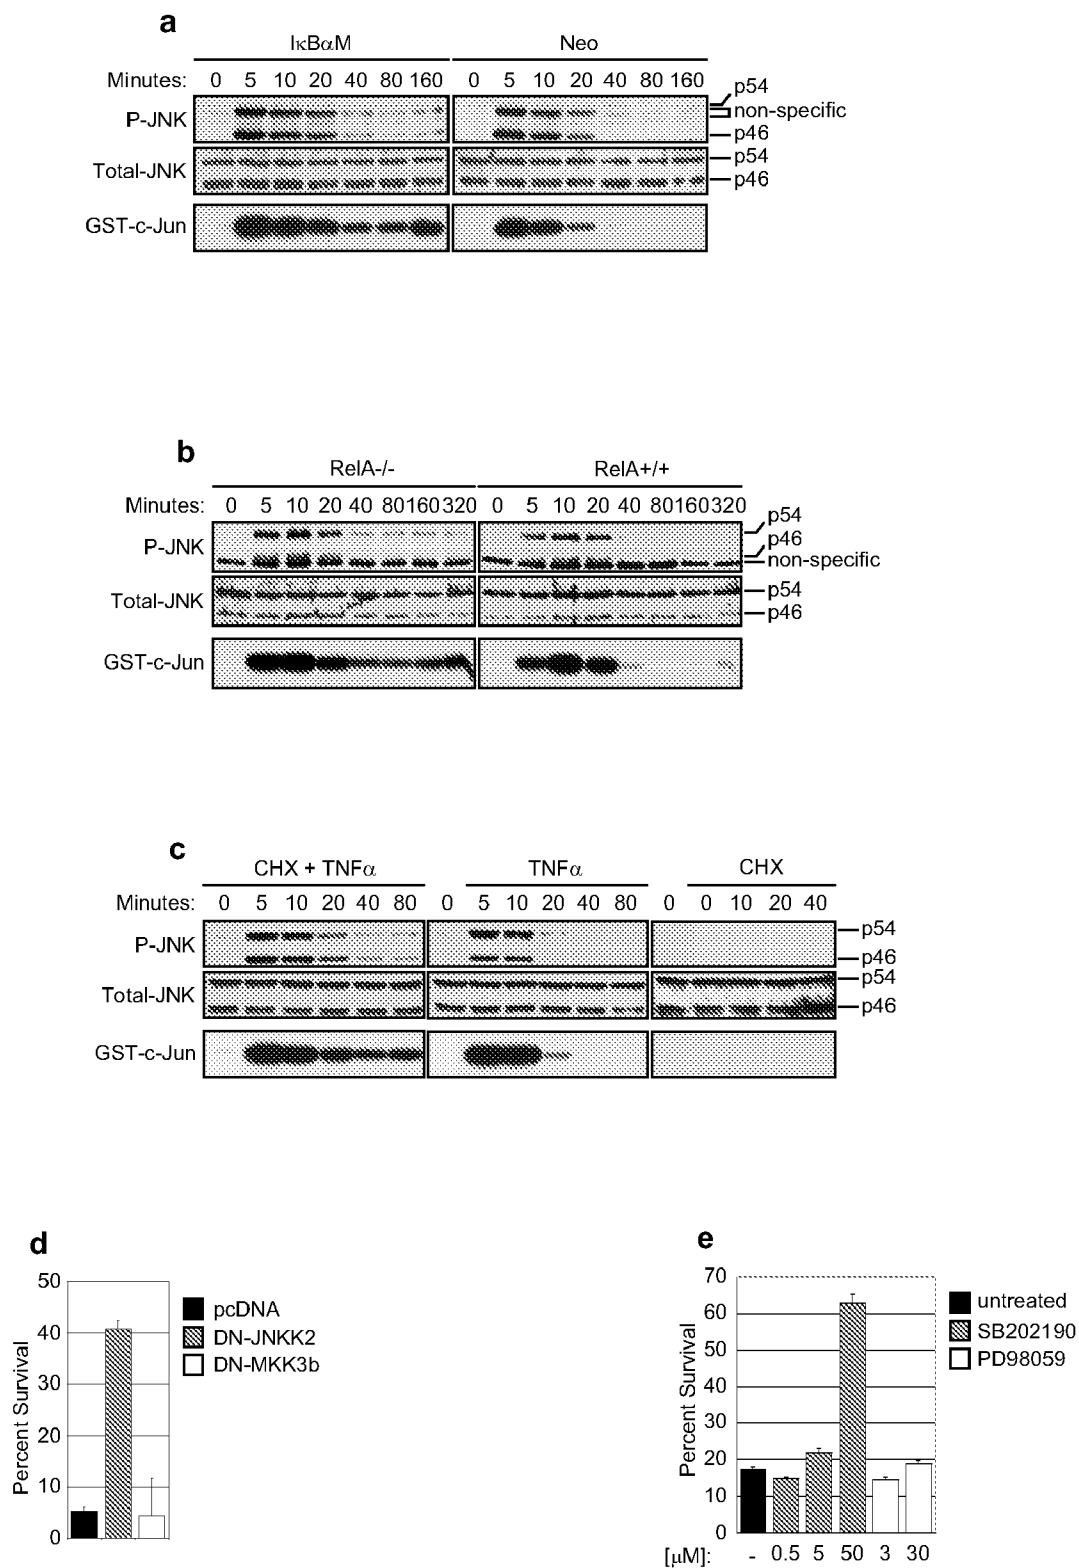 a
IκBαM Neo
Minutes: 0 5 10 20 40 80 160 0 5 10 20 40 80 160
P-JNK
p54
non-specific
p46
Total-JNK
p54
p46
GST-c-Jun
b
RelA-/- RelA+/+
Minutes: 0 5 10 20 40 80 160 320 0 5 10 20 40 80 160 320
P-JNK
p54
p46
non-specific
Total-JNK
p54
p46
GST-c-Jun
c
CHX + TNFα TNFα CHX
Minutes: 0 5 10 20 40 80 0 5 10 20 40 80 0 0 10 20 40
P-JNK
p54
p46
Total-JNK
p54
p46
GST-c-Jun
d
Percent Survival
50
40
30
20
10
0
pcDNA
DN-JNKK2
DN-MKK3b
e
Percent Survival
70
60
50
40
30
20
10
0
[μM]: - 0.5 5 50 3 30
untreated
SB202190
PD98059